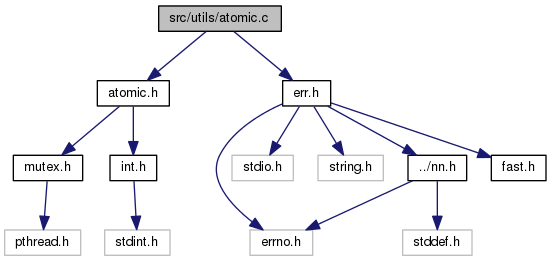 src/utils/atomic.c
atomic.h
err.h
mutex.h
int.h
stdio.h
string.h
../nn.h
fast.h
pthread.h
stdint.h
errno.h
stddef.h